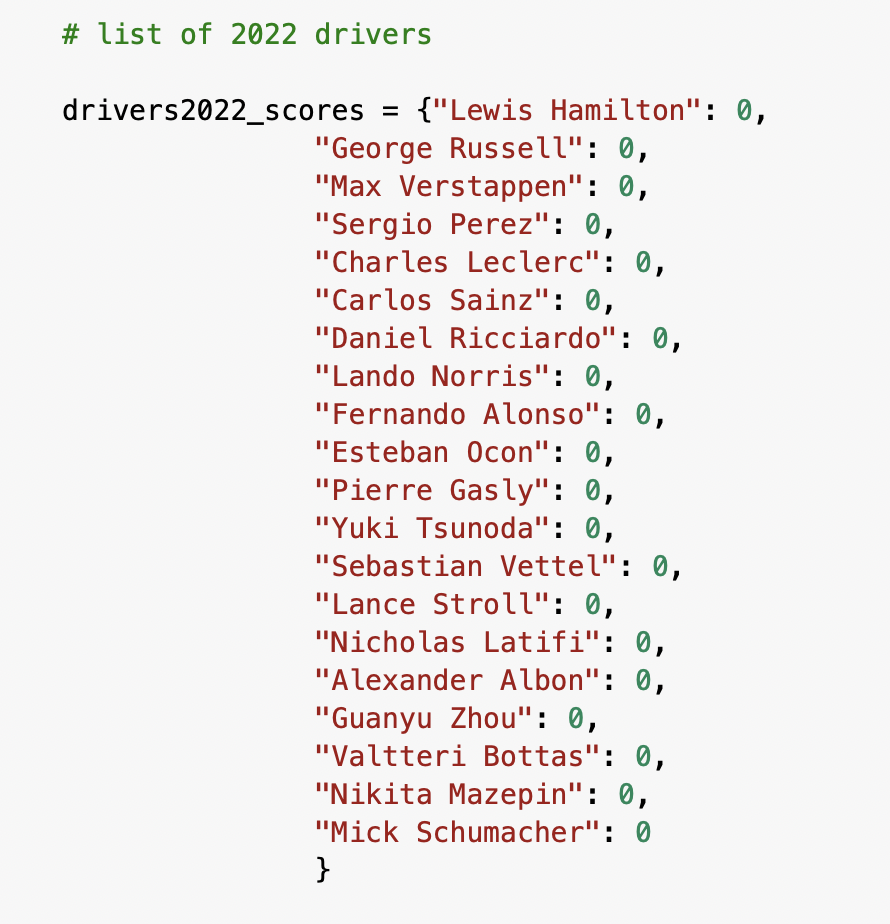 # list of 2022 drivers
drivers2022_scores = {"Lewis Hamilton": 0,
"George Russell": 0,
"Max Verstappen": 0,
"Sergio Perez": 0,
"Charles Leclerc": 0,
"Carlos Sainz": 0,
"Daniel Ricciardo": 0,
"Lando Norris": 0,
"Fernando Alonso": 0,
"Esteban Ocon": 0,
"Pierre Gasly": 0,
"Yuki Tsunoda": 0,
"Sebastian Vettel": 0,
"Lance Stroll": 0,
"Nicholas Latifi": 0,
"Alexander Albon": 0,
"Guanyu Zhou": 0,
"Valtteri Bottas": 0,
"Nikita Mazepin": 0,
"Mick Schumacher": 0
}